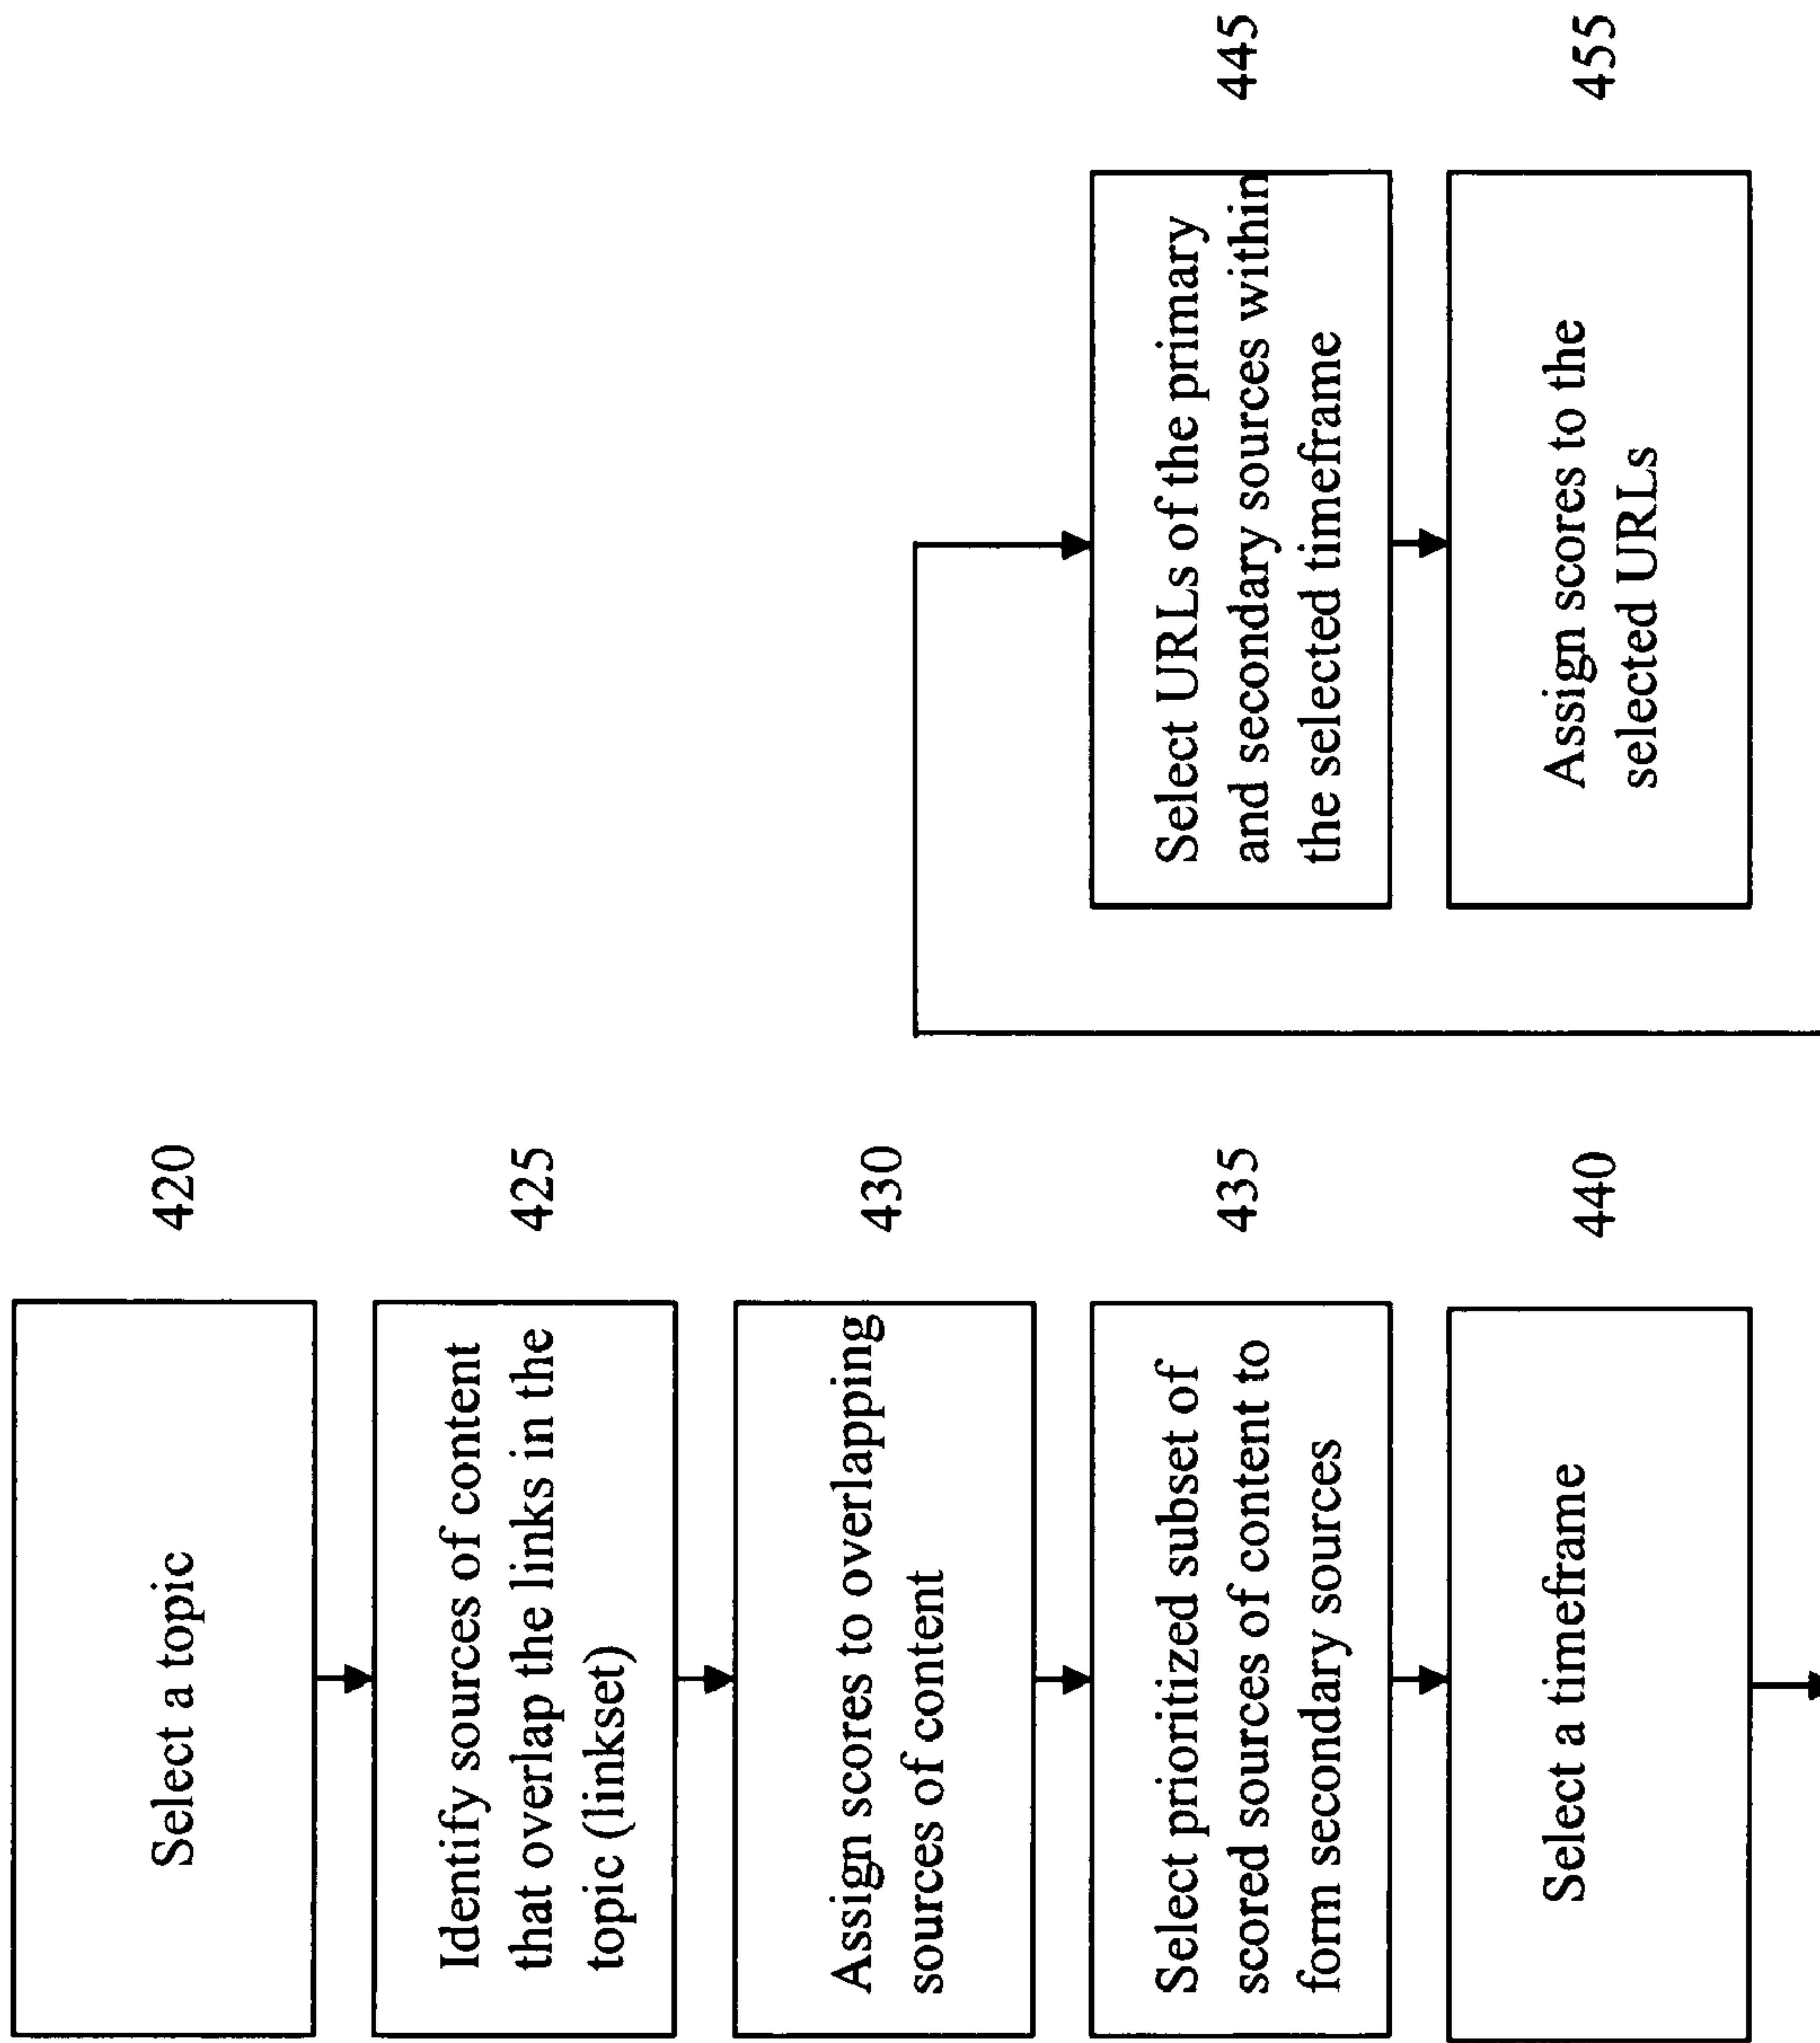 Select a topic
420
Identify sources of content
that overlap the links in the
topic (linkset)
425
Assign scores to overlapping
sources of content
430
Select prioritized subset of
scored sources of content to
form secondary sources
435
Select a timeframe
440
Select URLs of the primary
and secondary sources within
the selected timeframe
445
Assign scores to the
selected URLs
455